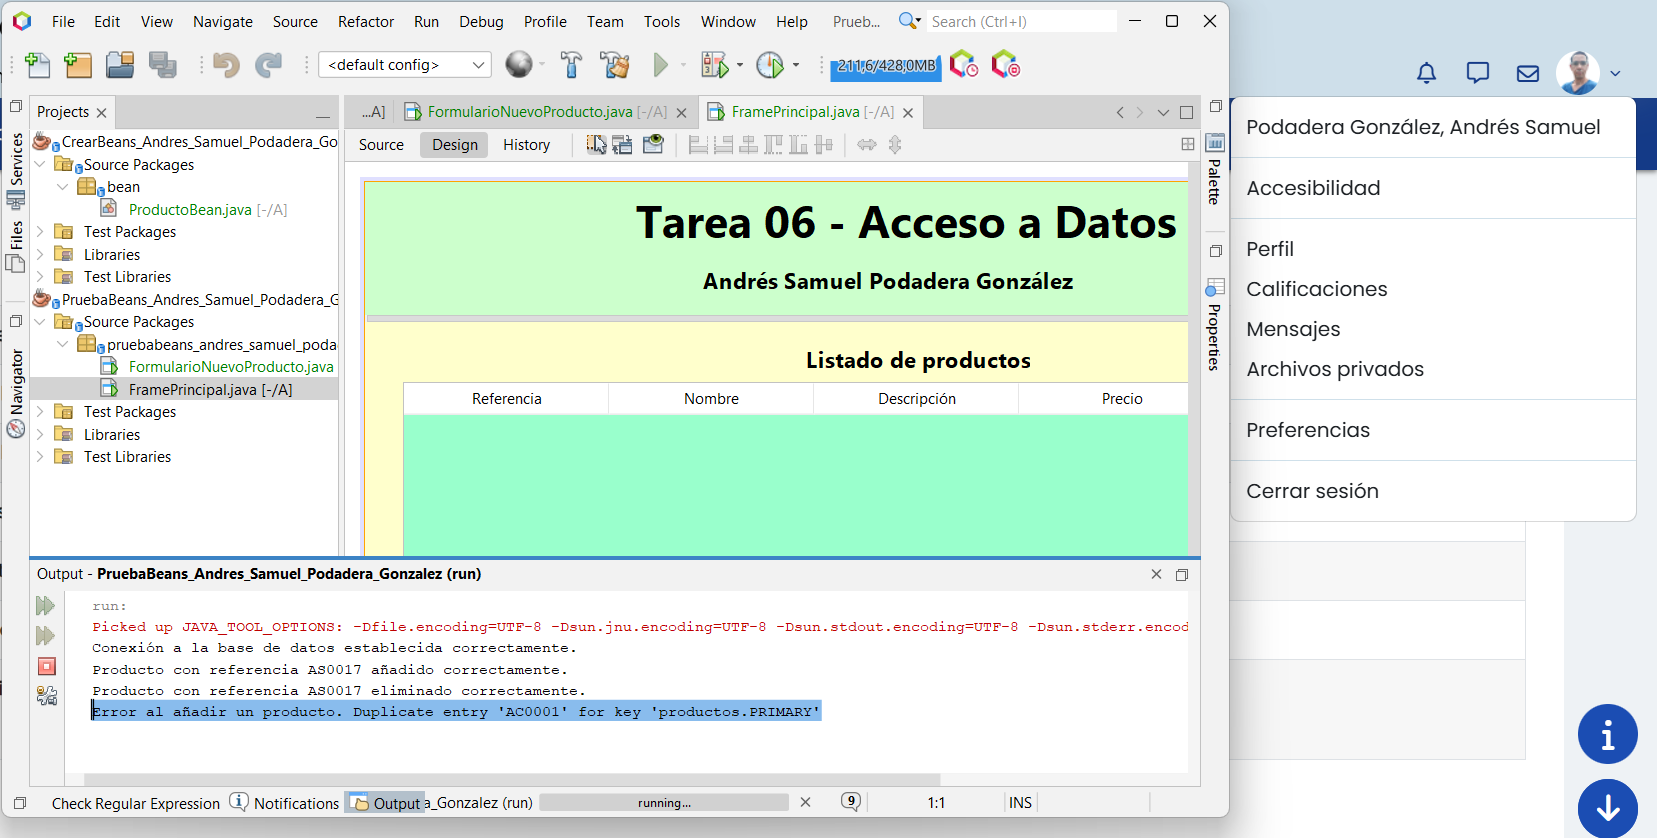 File Edit View Navigate Source Refactor Run Debug Profile Team Tools Window Help Prueb... Search (Ctrl+I)
<default config> 211,6/428,0MB
Projects
...A] FormularioNuevoProducto.java [-/A] FramePrincipal.java [-/A]
Source Design History
Services
Files
Navigator
Palette
Properties
CrearBeans_Andres_Samuel_Podadera_Go
Source Packages
bean
ProductoBean.java [-/A]
Test Packages
Libraries
Test Libraries
PruebaBeans_Andres_Samuel_Podadera_G
Source Packages
pruebabeans_andres_samuel_poda
FormularioNuevoProducto.java
FramePrincipal.java [-/A]
Test Packages
Libraries
Test Libraries
Tarea 06 - Acceso a Datos
Andrés Samuel Podadera González
Listado de productos
Referencia Nombre Descripción Precio
Output - PruebaBeans_Andres_Samuel_Podadera_Gonzalez (run)
run:
Picked up JAVA_TOOL_OPTIONS: -Dfile.encoding=UTF-8 -Dsun.jnu.encoding=UTF-8 -Dsun.stdout.encoding=UTF-8 -Dsun.stderr.encod
Conexión a la base de datos establecida correctamente.
Producto con referencia AS0017 añadido correctamente.
Producto con referencia AS0017 eliminado correctamente.
Error al añadir un producto. Duplicate entry 'AC0001' for key 'productos.PRIMARY'
Check Regular Expression Notifications Output a_Gonzalez (run) running... 9 1:1 INS
Podadera González, Andrés Samuel
Accesibilidad
Perfil
Calificaciones
Mensajes
Archivos privados
Preferencias
Cerrar sesión